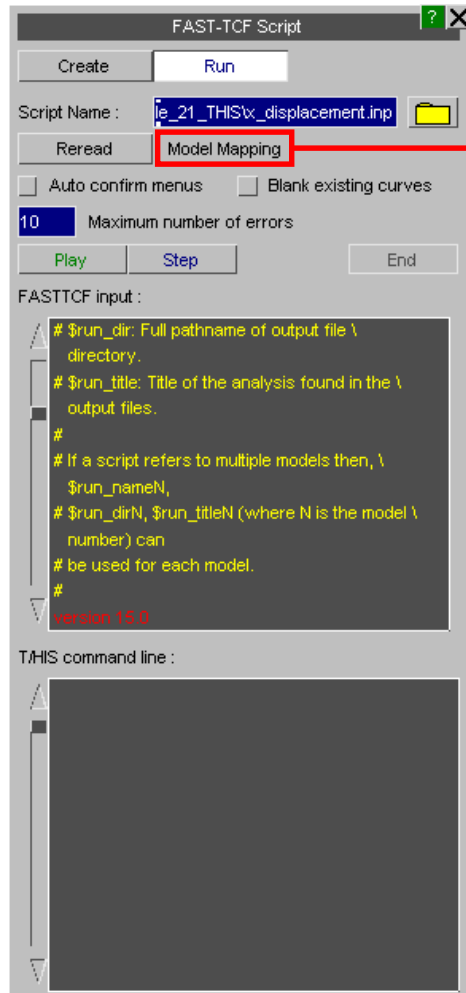 FAST-TCF Script
?
Create Run
Script Name : le_21_THIS\x_displacement.inp
Reread Model Mapping
Auto confirm menus Blank existing curves
10 Maximum number of errors
Play Step End
FASTTCF input :
# $run_dir: Full pathname of output file \
directory.
# $run_title: Title of the analysis found in the \
output files.
#
# If a script refers to multiple models then, \
$run_nameN,
# $run_dirN, $run_titleN (where N is the model \
number) can
# be used for each model.
#
version 15.0
T/HIS command line :